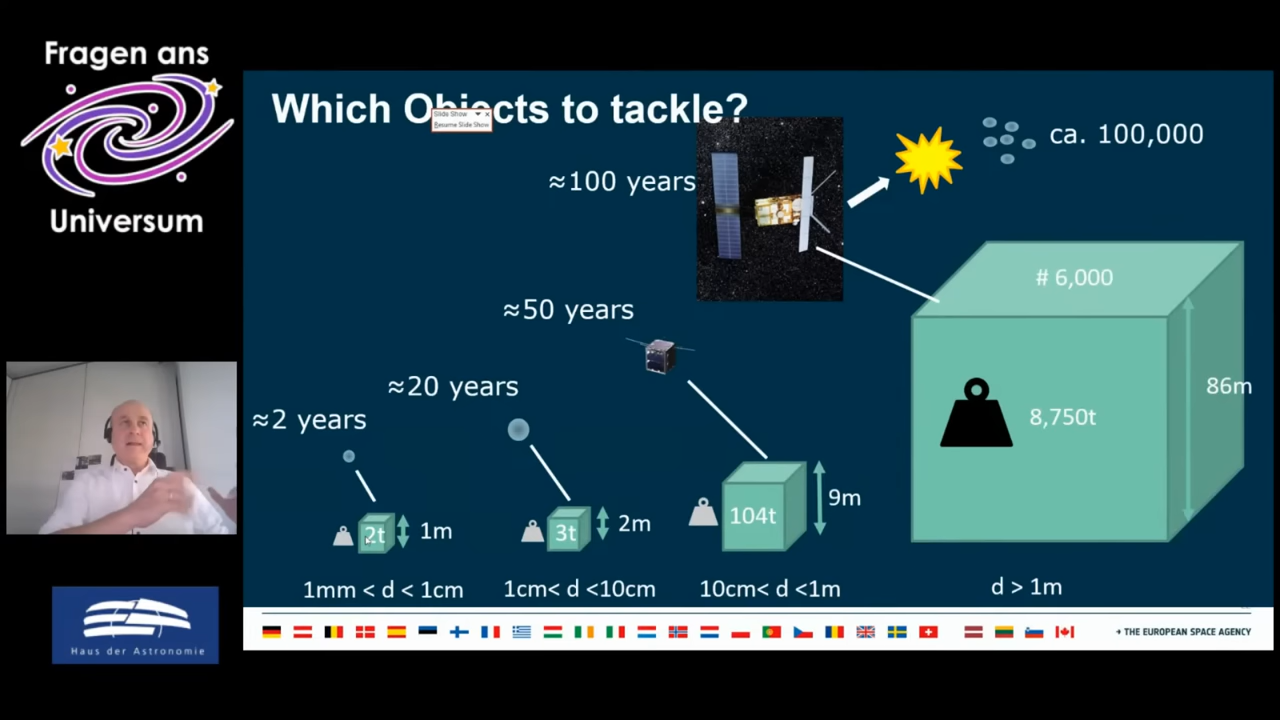 Fragen ans
Universum
Which Objects to tackle?
Slide Show
Resume Slide Show
≈100 years
ca. 100,000
# 6,000
≈50 years
86m
≈20 years
8,750t
≈2 years
9m
104t
2t
1m
3t
2m
1mm < d < 1cm
1cm< d <10cm
10cm< d <1m
d > 1m
→ THE EUROPEAN SPACE AGENCY
Haus der Astronomie